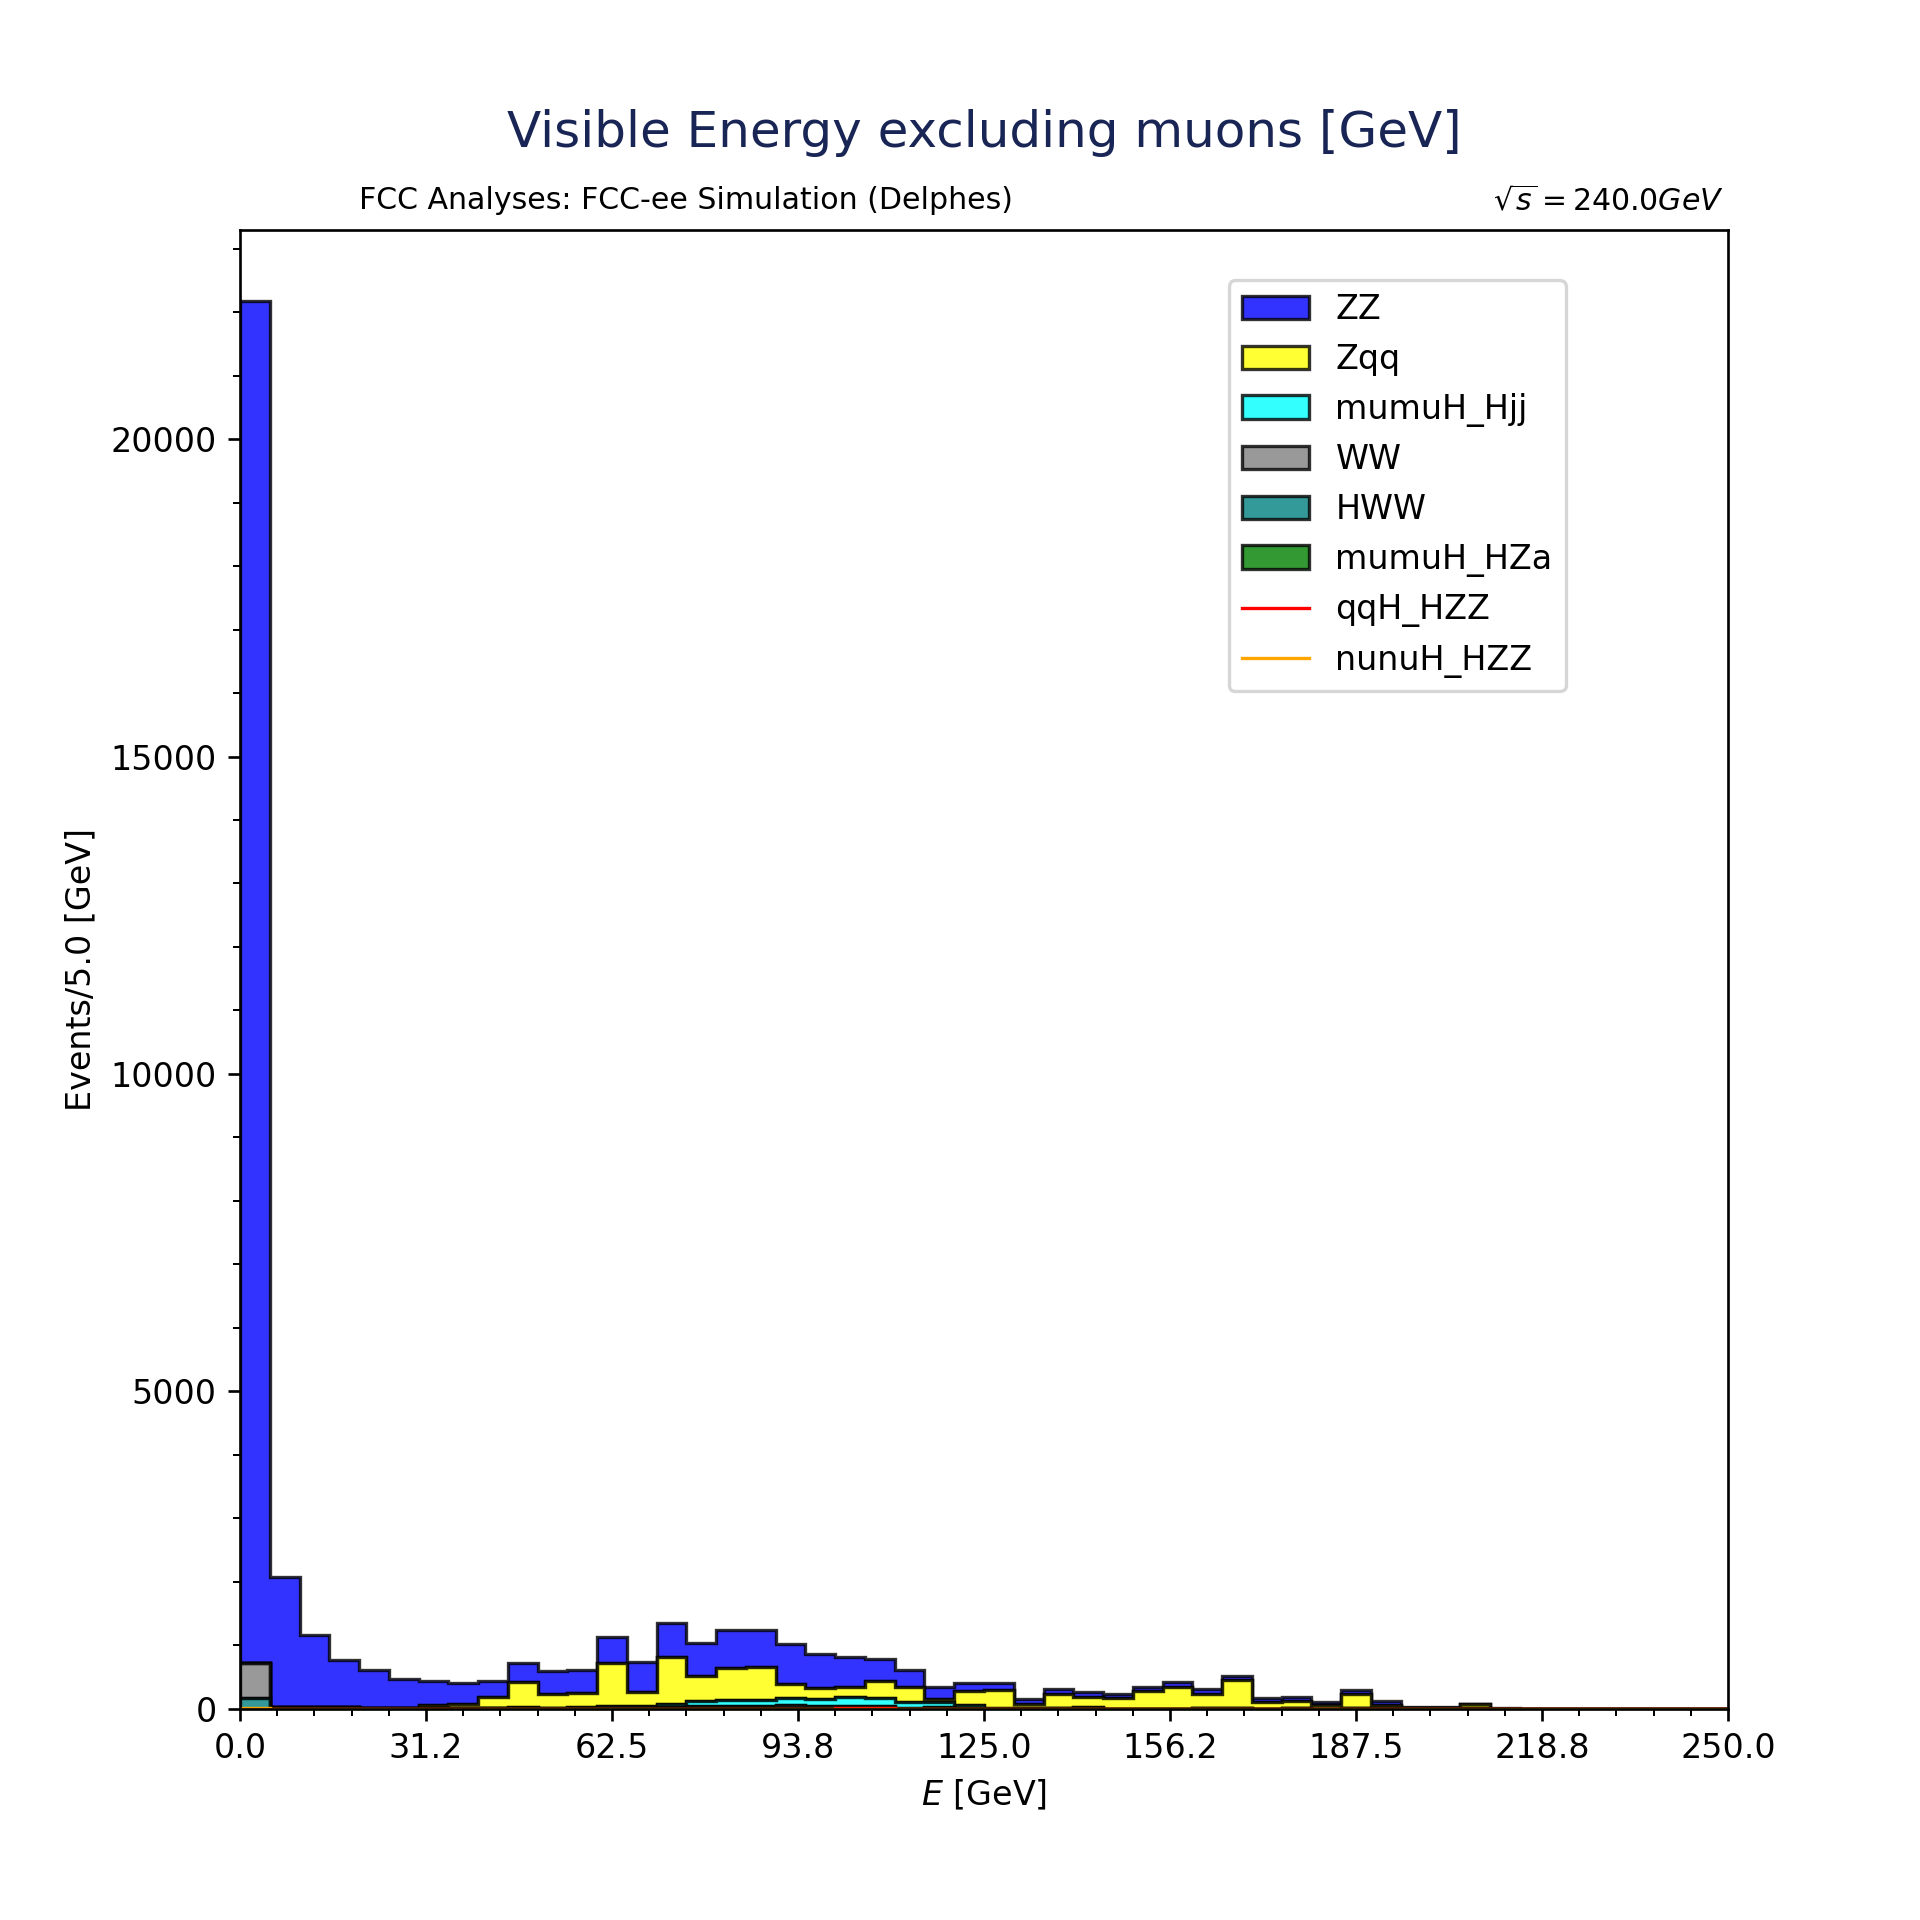 Visible Energy excluding muons [GeV]
FCC Analyses: FCC-ee Simulation (Delphes)
√s = 240.0GeV
ZZ
Zqq
mumuH_Hjj
WW
HWW
mumuH_HZa
qqH_HZZ
nunuH_HZZ
Events/5.0 [GeV]
20000
15000
10000
5000
0
0.0 31.2 62.5 93.8 125.0 156.2 187.5 218.8 250.0
E [GeV]